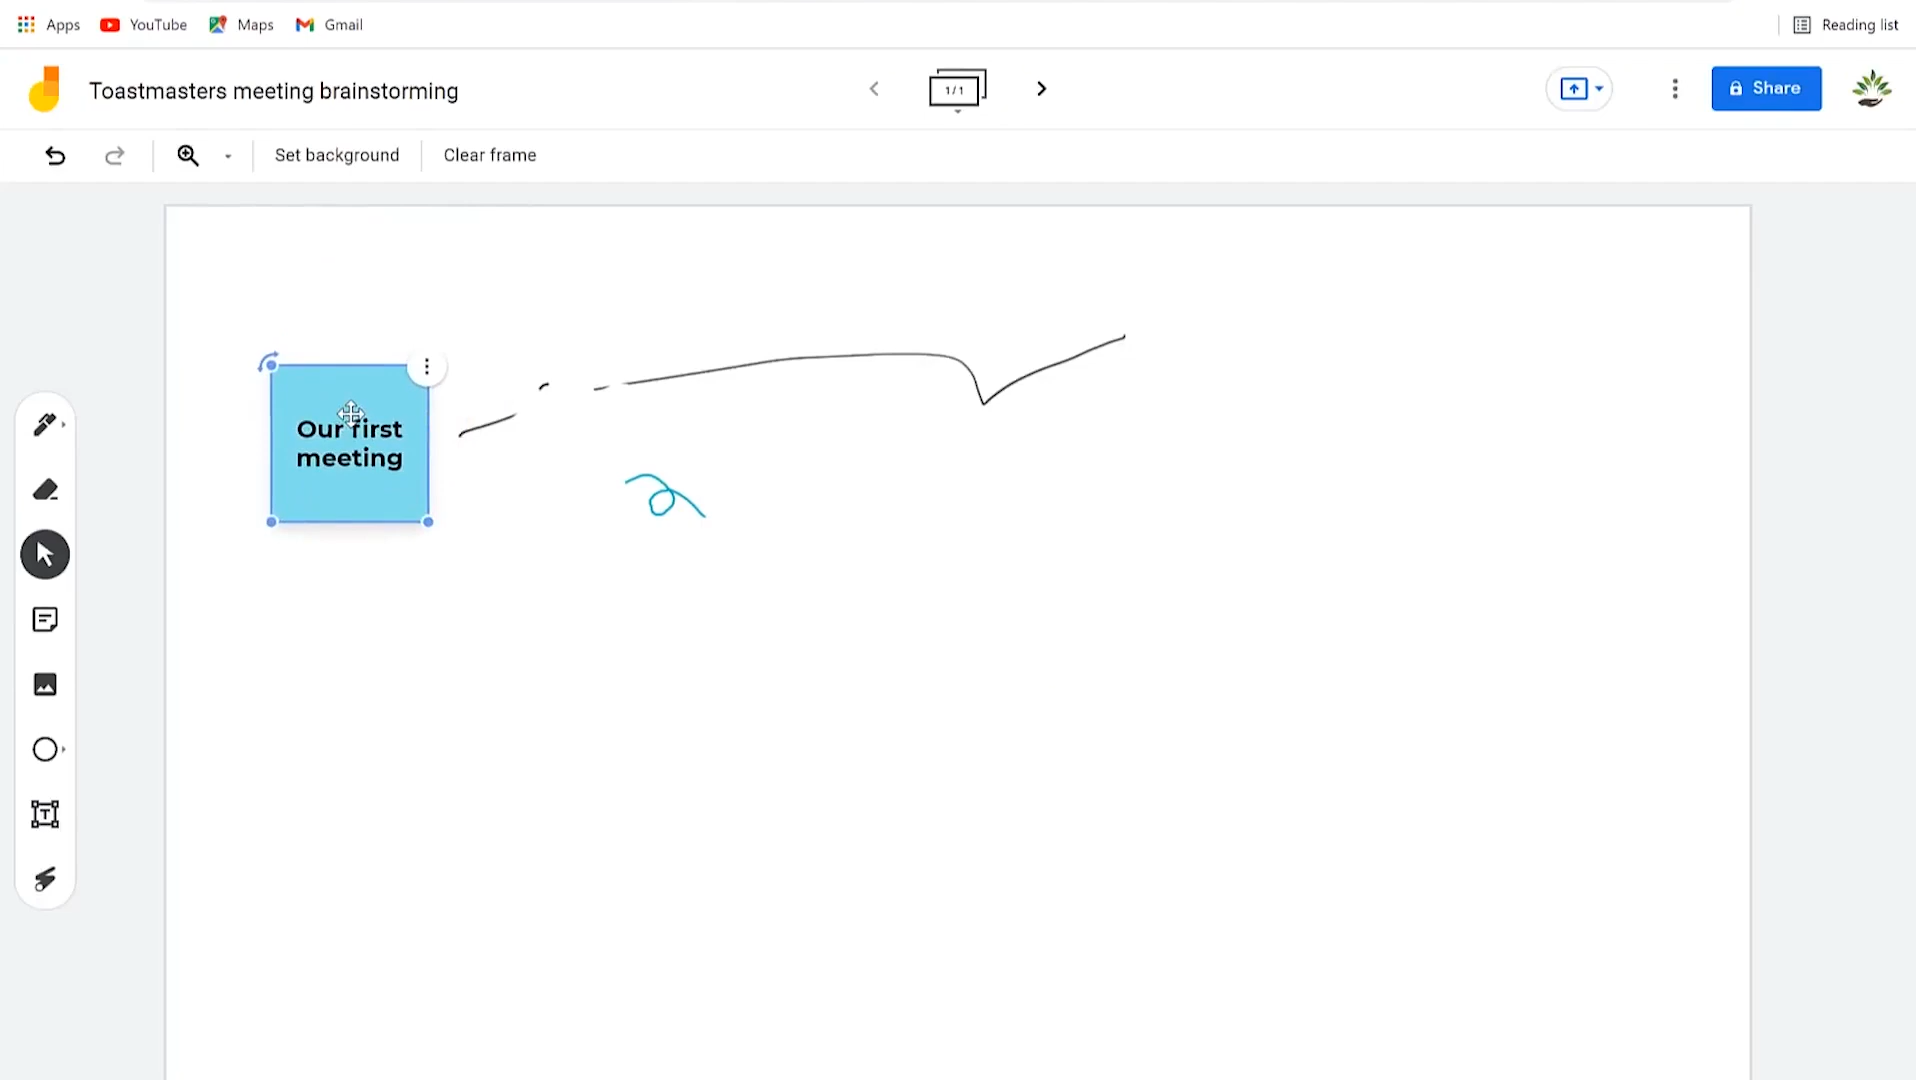 Apps YouTube Maps Gmail Reading list
Toastmasters meeting brainstorming 1/1 Share
Set background Clear frame
Our first
meeting